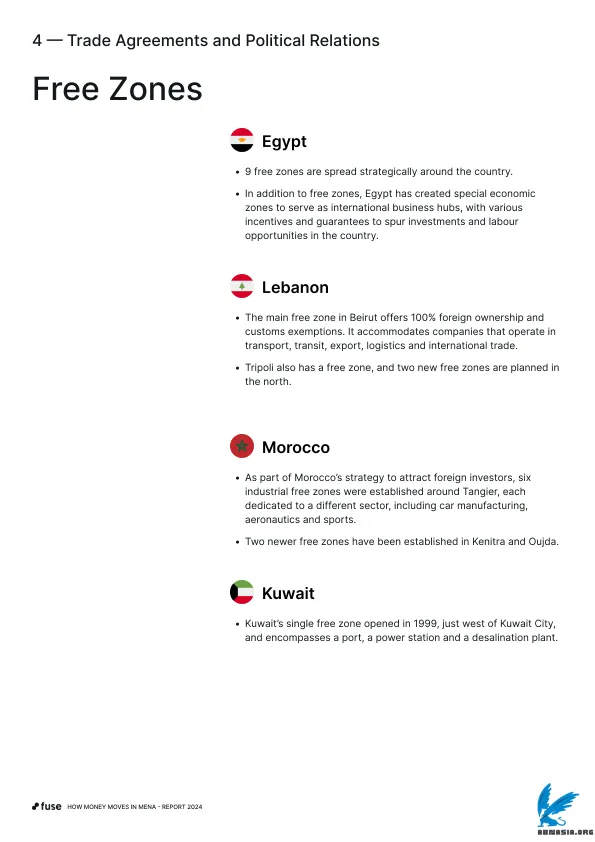 4 — Trade Agreements and Political Relations
Free Zones
Egypt
• 9 free zones are spread strategically around the country.
• In addition to free zones, Egypt has created special economic
zones to serve as international business hubs, with various
incentives and guarantees to spur investments and labour
opportunities in the country.
Lebanon
• The main free zone in Beirut offers 100% foreign ownership and
customs exemptions. It accommodates companies that operate in
transport, transit, export, logistics and international trade.
• Tripoli also has a free zone, and two new free zones are planned in
the north.
Morocco
• As part of Morocco’s strategy to attract foreign investors, six
industrial free zones were established around Tangier, each
dedicated to a different sector, including car manufacturing,
aeronautics and sports.
• Two newer free zones have been established in Kenitra and Oujda.
Kuwait
• Kuwait’s single free zone opened in 1999, just west of Kuwait City,
and encompasses a port, a power station and a desalination plant.
fuse HOW MONEY MOVES IN MENA - REPORT 2024
ABNASIA.ORG